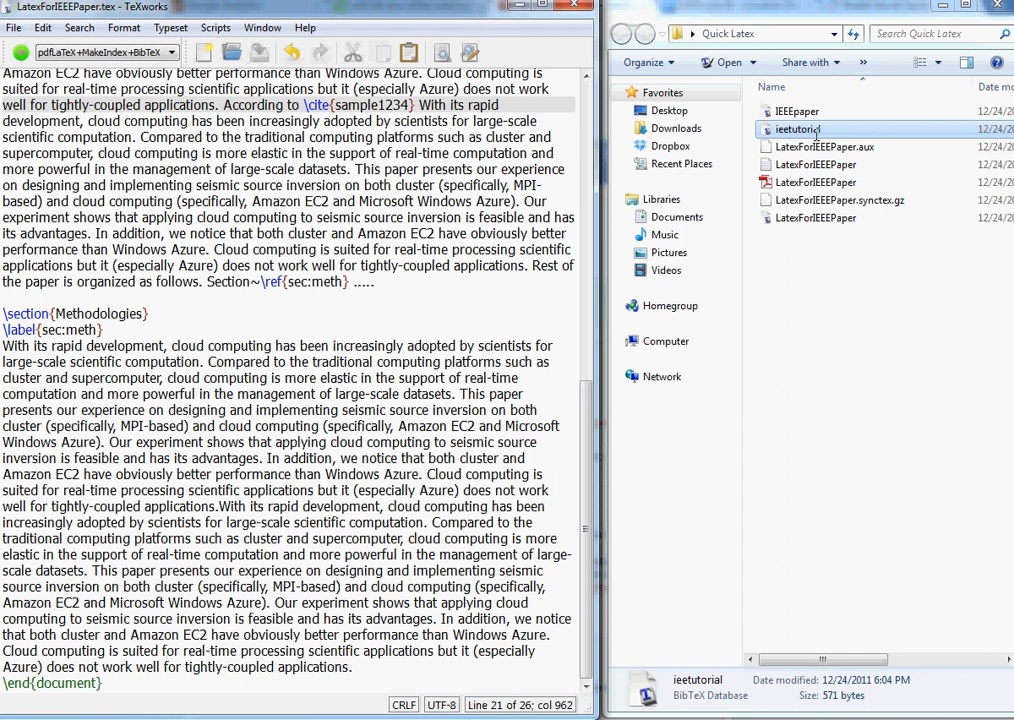 LatexForIEEEPaper.tex - TeXworks
File Edit Search Format Typeset Scripts Window Help
pdfLaTeX+MakeIndex+BibTeX
Amazon EC2 have obviously better performance than Windows Azure. Cloud computing is
suited for real-time processing scientific applications but it (especially Azure) does not work
well for tightly-coupled applications. According to \cite{sample1234} With its rapid
development, cloud computing has been increasingly adopted by scientists for large-scale
scientific computation. Compared to the traditional computing platforms such as cluster and
supercomputer, cloud computing is more elastic in the support of real-time computation and
more powerful in the management of large-scale datasets. This paper presents our experience
on designing and implementing seismic source inversion on both cluster (specifically, MPI-
based) and cloud computing (specifically, Amazon EC2 and Microsoft Windows Azure). Our
experiment shows that applying cloud computing to seismic source inversion is feasible and has
its advantages. In addition, we notice that both cluster and Amazon EC2 have obviously better
performance than Windows Azure. Cloud computing is suited for real-time processing scientific
applications but it (especially Azure) does not work well for tightly-coupled applications. Rest of
the paper is organized as follows. Section~\ref{sec:meth} .....
\section{Methodologies}
\label{sec:meth}
With its rapid development, cloud computing has been increasingly adopted by scientists for
large-scale scientific computation. Compared to the traditional computing platforms such as
cluster and supercomputer, cloud computing is more elastic in the support of real-time
computation and more powerful in the management of large-scale datasets. This paper
presents our experience on designing and implementing seismic source inversion on both
cluster (specifically, MPI-based) and cloud computing (specifically, Amazon EC2 and Microsoft
Windows Azure). Our experiment shows that applying cloud computing to seismic source
inversion is feasible and has its advantages. In addition, we notice that both cluster and
Amazon EC2 have obviously better performance than Windows Azure. Cloud computing is
suited for real-time processing scientific applications but it (especially Azure) does not work
well for tightly-coupled applications.With its rapid development, cloud computing has been
increasingly adopted by scientists for large-scale scientific computation. Compared to the
traditional computing platforms such as cluster and supercomputer, cloud computing is more
elastic in the support of real-time computation and more powerful in the management of large-
scale datasets. This paper presents our experience on designing and implementing seismic
source inversion on both cluster (specifically, MPI-based) and cloud computing (specifically,
Amazon EC2 and Microsoft Windows Azure). Our experiment shows that applying cloud
computing to seismic source inversion is feasible and has its advantages. In addition, we notice
that both cluster and Amazon EC2 have obviously better performance than Windows Azure.
Cloud computing is suited for real-time processing scientific applications but it (especially
Azure) does not work well for tightly-coupled applications.
\end{document}
CRLF UTF-8 Line 21 of 26; col 962
Quick Latex
Search Quick Latex
Organize Open Share with »
Favorites
Desktop
Downloads
Dropbox
Recent Places
Libraries
Documents
Music
Pictures
Videos
Homegroup
Computer
Network
Name Date mo
IEEEpaper 12/24/20
ieetutorial 12/24/20
LatexForIEEEPaper.aux 12/24/20
LatexForIEEEPaper 12/24/20
LatexForIEEEPaper 12/24/20
LatexForIEEEPaper.synctex.gz 12/24/20
LatexForIEEEPaper 12/24/20
ieetutorial Date modified: 12/24/2011 6:04 PM
BibTeX Database Size: 571 bytes